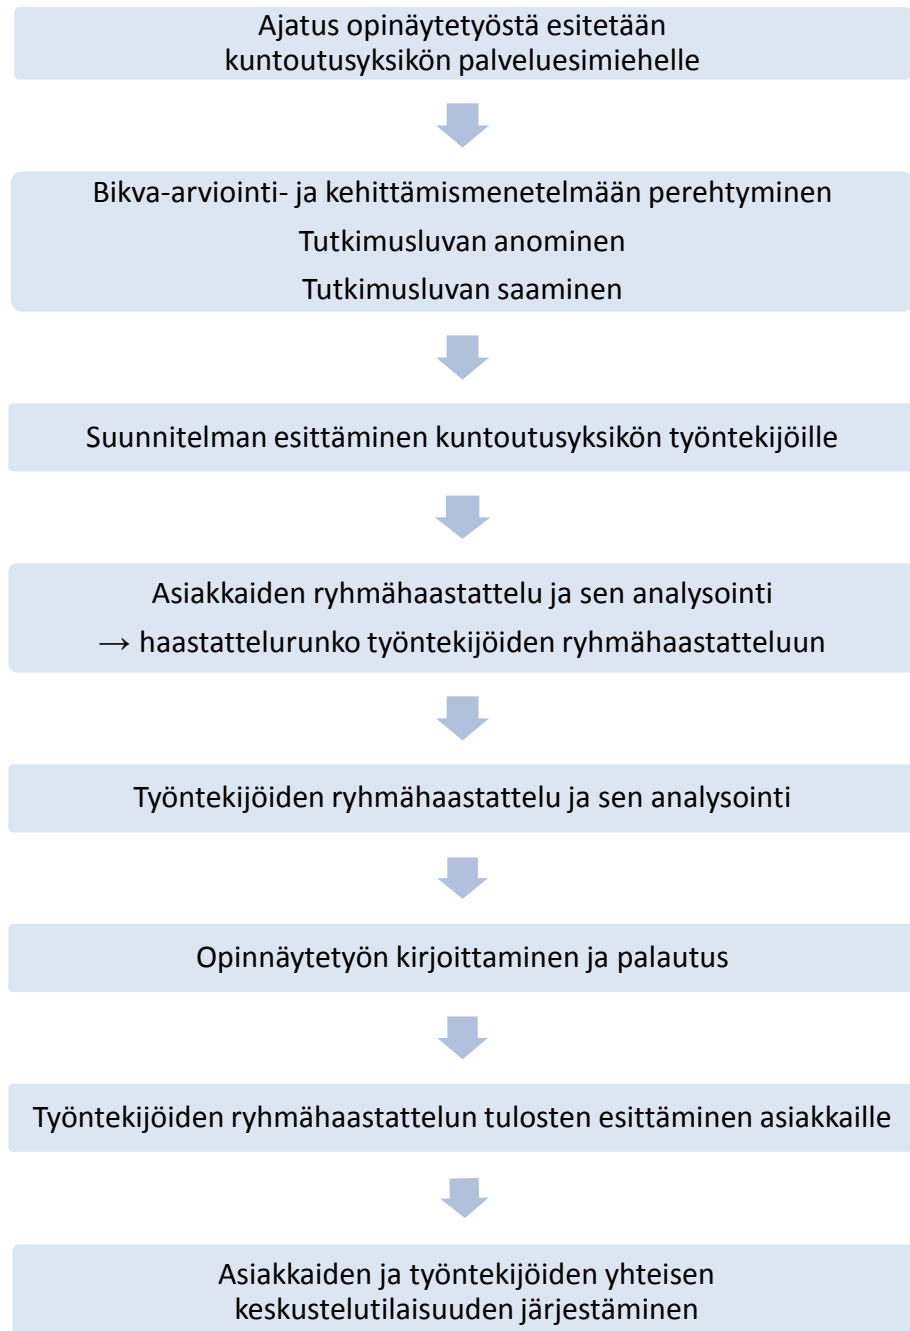 Ajatus opinäytetyöstä esitetään
kuntoutusyksikön palveluesimiehelle
Bikva-arviointi- ja kehittämismenetelmään perehtyminen
Tutkimusluvan anominen
Tutkimusluvan saaminen
Suunnitelman esittäminen kuntoutusyksikön työntekijöille
Asiakkaiden ryhmähaastattelu ja sen analysointi
→ haastattelurunko työntekijöiden ryhmähaastatteluun
Työntekijöiden ryhmähaastattelu ja sen analysointi
Opinnäytetyön kirjoittaminen ja palautus
Työntekijöiden ryhmähaastattelun tulosten esittäminen asiakkaille
Asiakkaiden ja työntekijöiden yhteisen
keskustelutilaisuuden järjestäminen